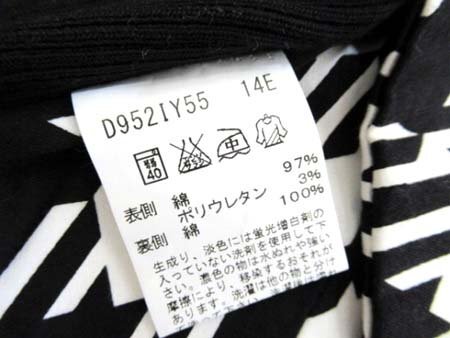 D952IY55 14E
弱 40 中
表側 綿 97%
ポリウレタン 3%
裏側 綿 100%
生成り、淡色には蛍光増白剤の
入っていない洗剤を使用して下
さい。濃色の物は水ぬれや強い
摩擦により、移染するおそれが
あります。洗濯は他の物と分け